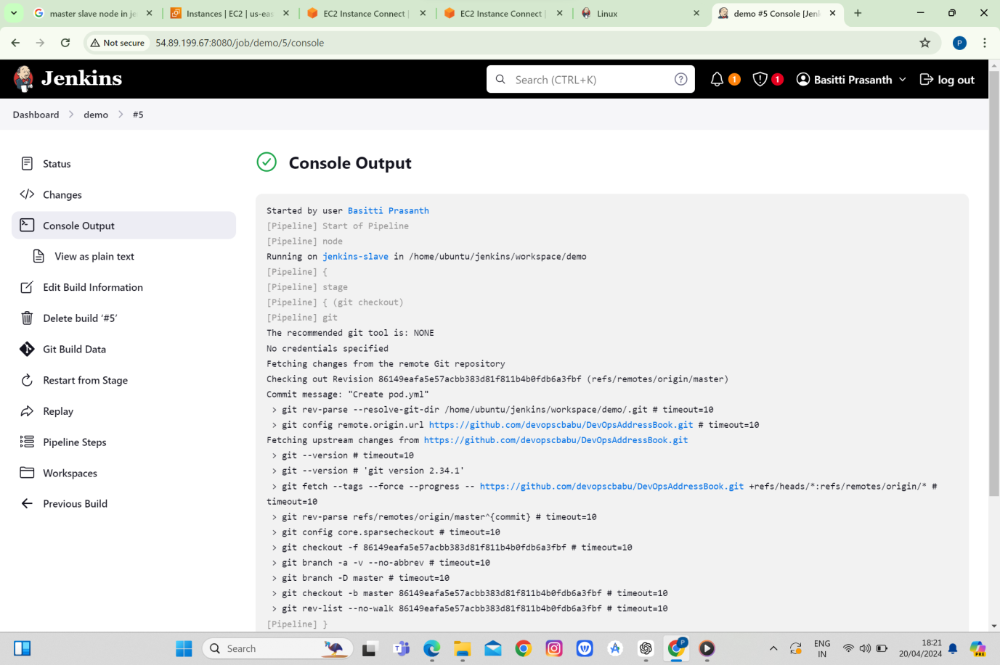 master slave node in je
Instances | EC2 | us-eas
EC2 Instance Connect |
EC2 Instance Connect |
Linux
demo #5 Console [Jenk
Not secure
54.89.199.67:8080/job/demo/5/console
P
Jenkins
Search (CTRL+K)
?
1
1
Basitti Prasanth
log out
Dashboard
demo
#5
Status
Changes
Console Output
View as plain text
Edit Build Information
Delete build ‘#5’
Git Build Data
Restart from Stage
Replay
Pipeline Steps
Workspaces
Previous Build
Console Output
Started by user Basitti Prasanth
[Pipeline] Start of Pipeline
[Pipeline] node
Running on jenkins-slave in /home/ubuntu/jenkins/workspace/demo
[Pipeline] {
[Pipeline] stage
[Pipeline] { (git checkout)
[Pipeline] git
The recommended git tool is: NONE
No credentials specified
Fetching changes from the remote Git repository
Checking out Revision 86149eafa5e57acbb383d81f811b4b0fdb6a3fbf (refs/remotes/origin/master)
Commit message: "Create pod.yml"
> git rev-parse --resolve-git-dir /home/ubuntu/jenkins/workspace/demo/.git # timeout=10
> git config remote.origin.url https://github.com/devopscbabu/DevOpsAddressBook.git # timeout=10
Fetching upstream changes from https://github.com/devopscbabu/DevOpsAddressBook.git
> git --version # timeout=10
> git --version # 'git version 2.34.1'
> git fetch --tags --force --progress -- https://github.com/devopscbabu/DevOpsAddressBook.git +refs/heads/*:refs/remotes/origin/* #
timeout=10
> git rev-parse refs/remotes/origin/master^{commit} # timeout=10
> git config core.sparsecheckout # timeout=10
> git checkout -f 86149eafa5e57acbb383d81f811b4b0fdb6a3fbf # timeout=10
> git branch -a -v --no-abbrev # timeout=10
> git branch -D master # timeout=10
> git checkout -b master 86149eafa5e57acbb383d81f811b4b0fdb6a3fbf # timeout=10
> git rev-list --no-walk 86149eafa5e57acbb383d81f811b4b0fdb6a3fbf # timeout=10
[Pipeline] }
Search
P
ENG
IN
18:21
20/04/2024
PRE